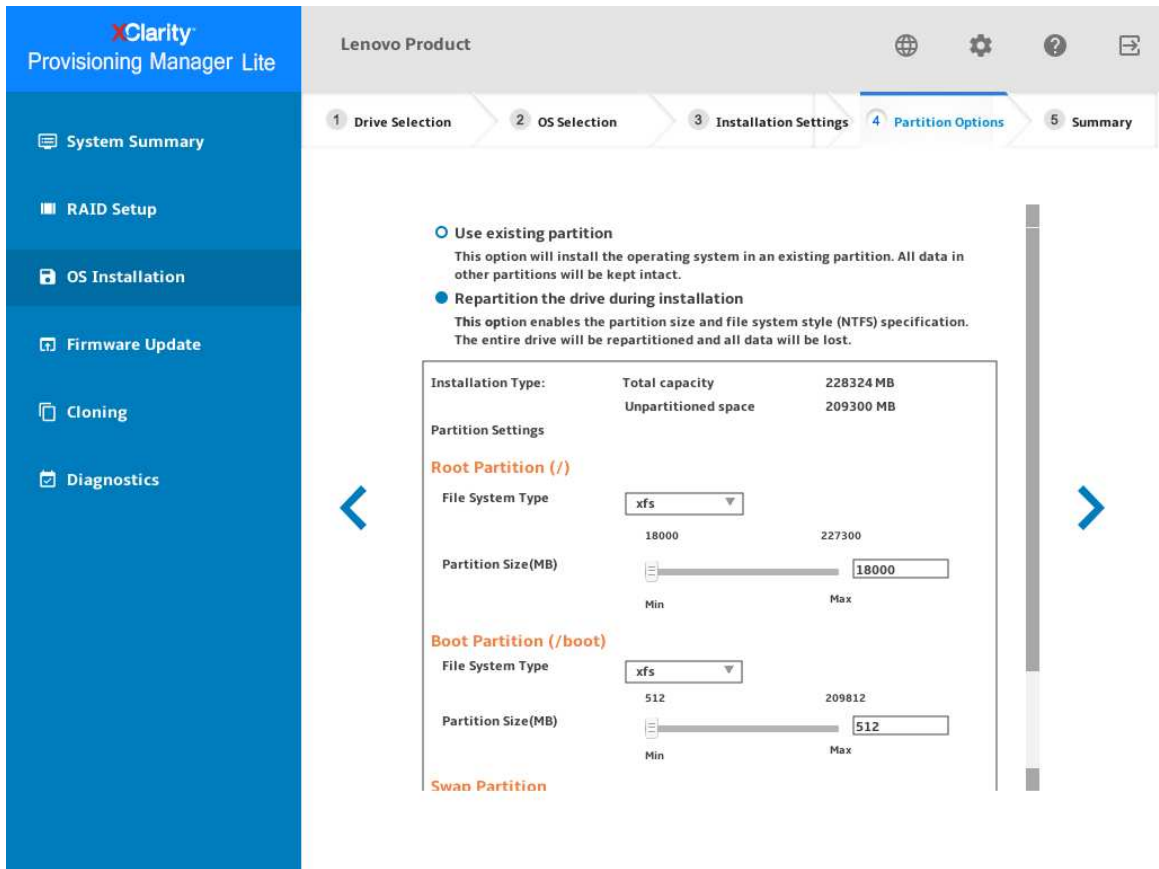 XClarity
Provisioning Manager Lite
Lenovo Product
System Summary
RAID Setup
OS Installation
Firmware Update
Cloning
Diagnostics
1 Drive Selection
2 OS Selection
3 Installation Settings
4 Partition Options
5 Summary
Use existing partition
This option will install the operating system in an existing partition. All data in
other partitions will be kept intact.
Repartition the drive during installation
This option enables the partition size and file system style (NTFS) specification.
The entire drive will be repartitioned and all data will be lost.
Installation Type: Total capacity 228324 MB
Unpartitioned space 209300 MB
Partition Settings
Root Partition (/)
File System Type xfs
18000 227300
Partition Size(MB) 18000
Min Max
Boot Partition (/boot)
File System Type xfs
512 209812
Partition Size(MB) 512
Min Max
Swap Partition